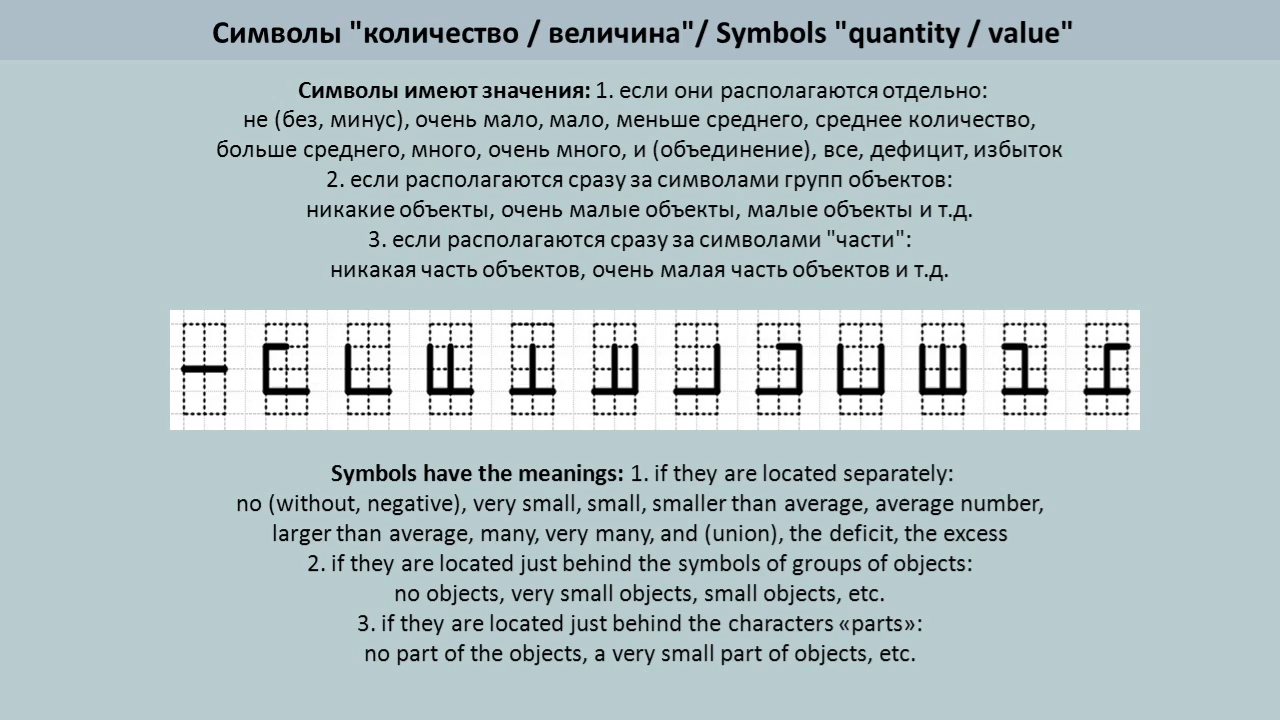 Символы "количество / величина"/ Symbols "quantity / value"
Символы имеют значения: 1. если они располагаются отдельно:
не (без, минус), очень мало, мало, меньше среднего, среднее количество,
больше среднего, много, очень много, и (объединение), все, дефицит, избыток
2. если располагаются сразу за символами групп объектов:
никакие объекты, очень малые объекты, малые объекты и т.д.
3. если располагаются сразу за символами "части":
никакая часть объектов, очень малая часть объектов и т.д.
Symbols have the meanings: 1. if they are located separately:
no (without, negative), very small, small, smaller than average, average number,
larger than average, many, very many, and (union), the deficit, the excess
2. if they are located just behind the symbols of groups of objects:
no objects, very small objects, small objects, etc.
3. if they are located just behind the characters «parts»:
no part of the objects, a very small part of objects, etc.